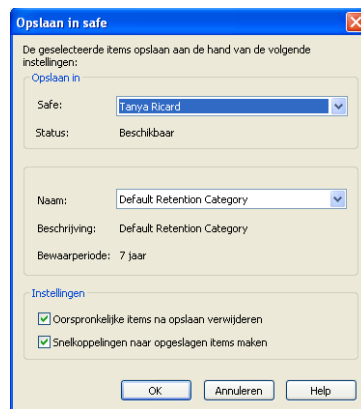 Opslaan in safe
De geselecteerde items opslaan aan de hand van de volgende
instellingen:
Opslaan in
Safe: Tanya Ricard
Status: Beschikbaar
Naam: Default Retention Category
Beschrijving: Default Retention Category
Bewaarperiode: 7 jaar
Instellingen
Oorspronkelijke items na opslaan verwijderen
Snelkoppelingen naar opgeslagen items maken
OK Annuleren Help